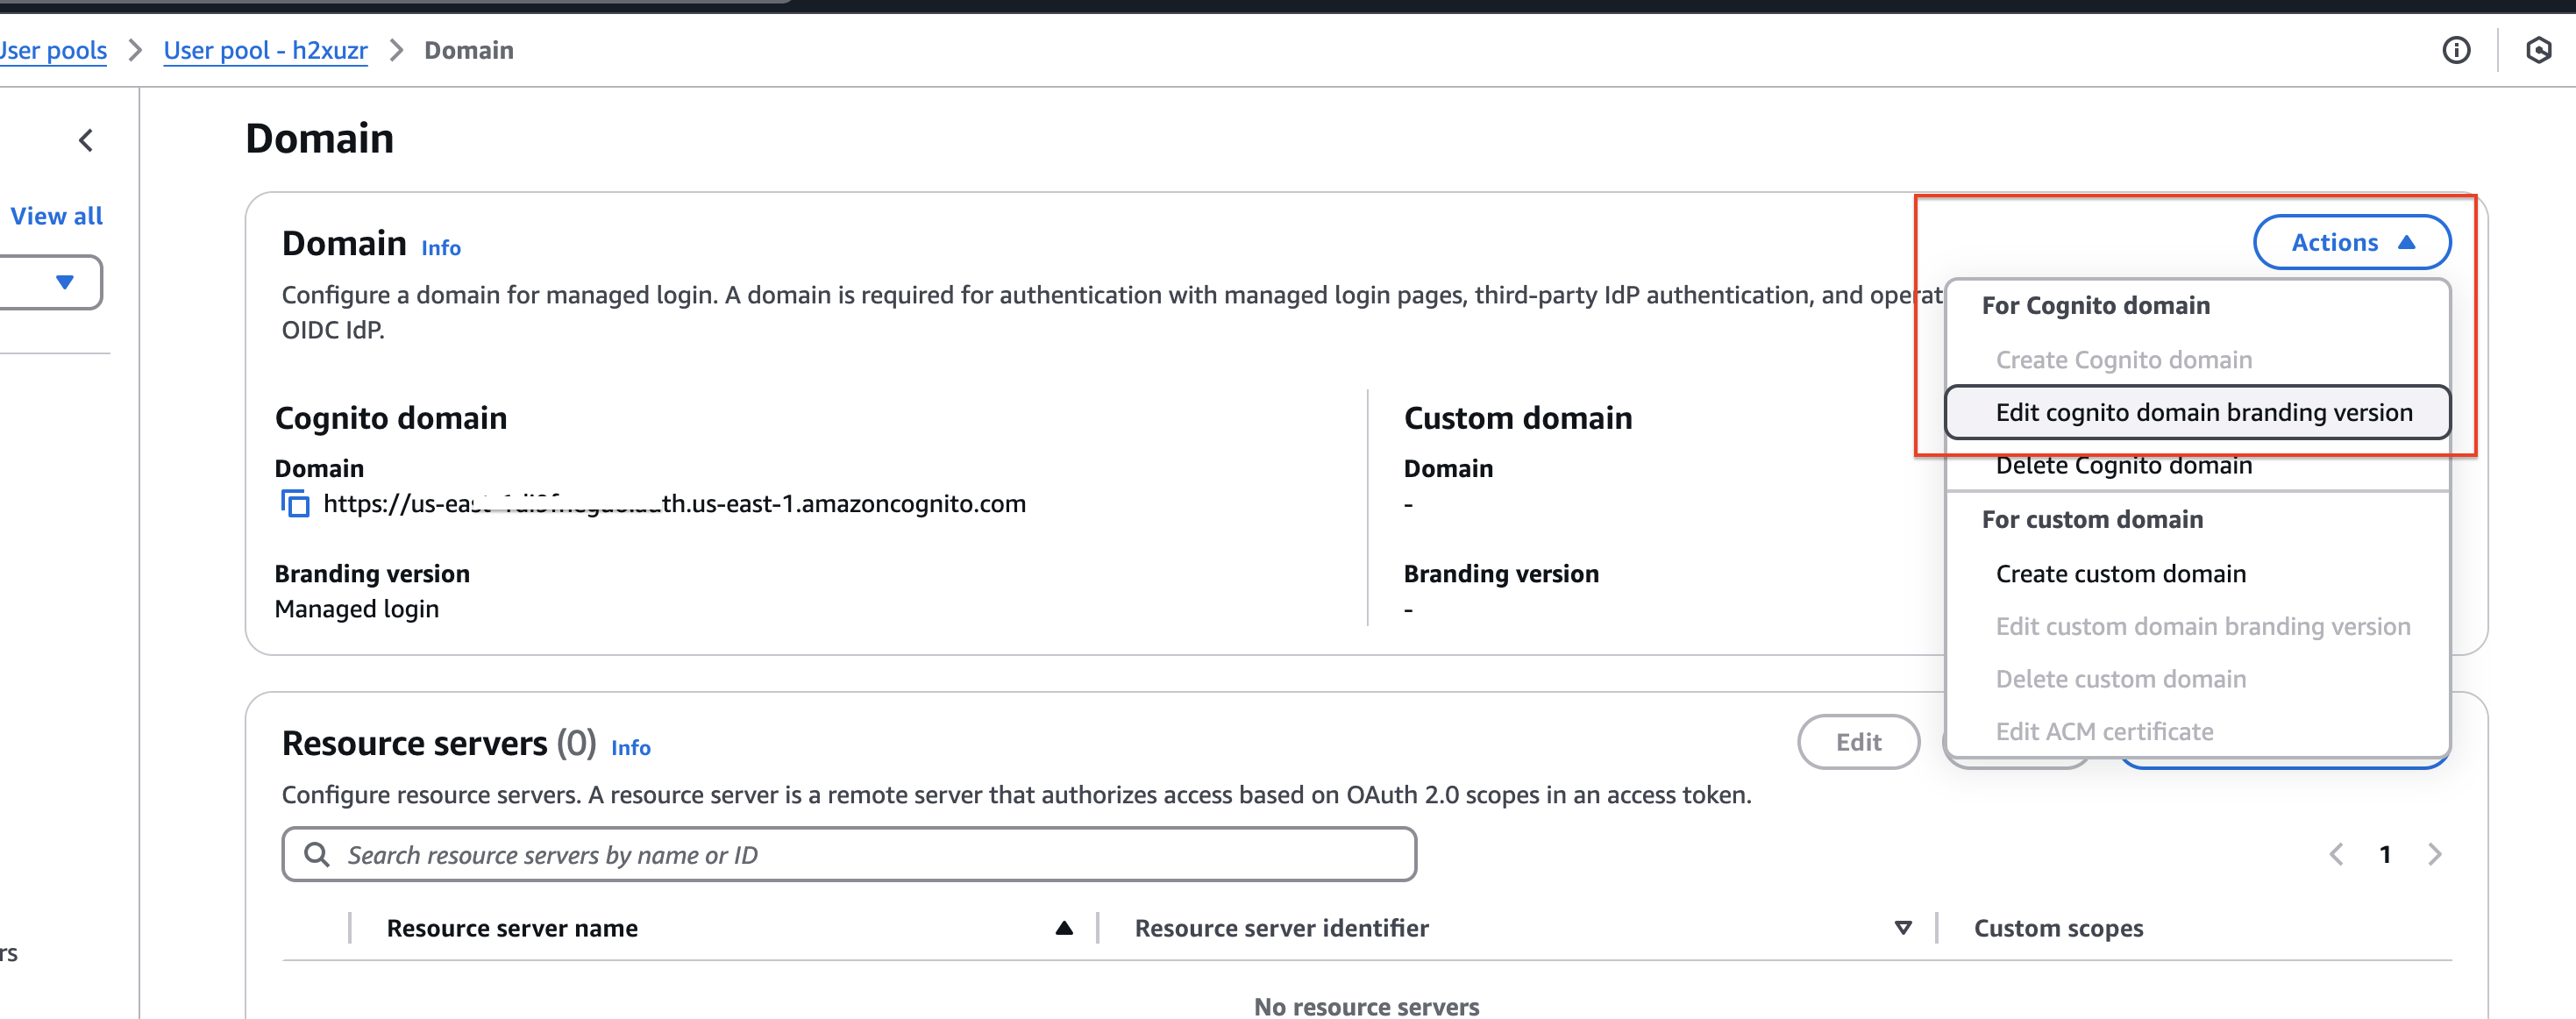 User pools
User pool - h2xuzr
Domain
View all
Domain
Domain Info
Actions
Configure a domain for managed login. A domain is required for authentication with managed login pages, third-party IdP authentication, and operat
OIDC IdP.
For Cognito domain
Create Cognito domain
Edit cognito domain branding version
Delete Cognito domain
For custom domain
Create custom domain
Edit custom domain branding version
Delete custom domain
Edit ACM certificate
Cognito domain
Domain
https://us-eas th.us-east-1.amazoncognito.com
Branding version
Managed login
Custom domain
Domain
-
Branding version
-
Resource servers (0) Info
Edit
Configure resource servers. A resource server is a remote server that authorizes access based on OAuth 2.0 scopes in an access token.
Search resource servers by name or ID
1
Resource server name
Resource server identifier
Custom scopes
rs
No resource servers